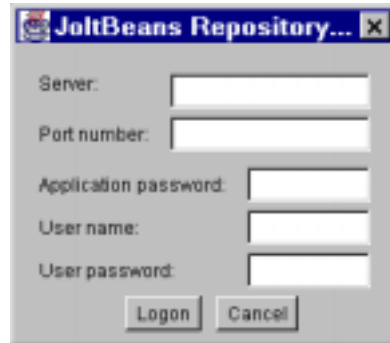 JoltBeans Repository...
Server:
Port number:
Application password:
User name:
User password:
Logon Cancel